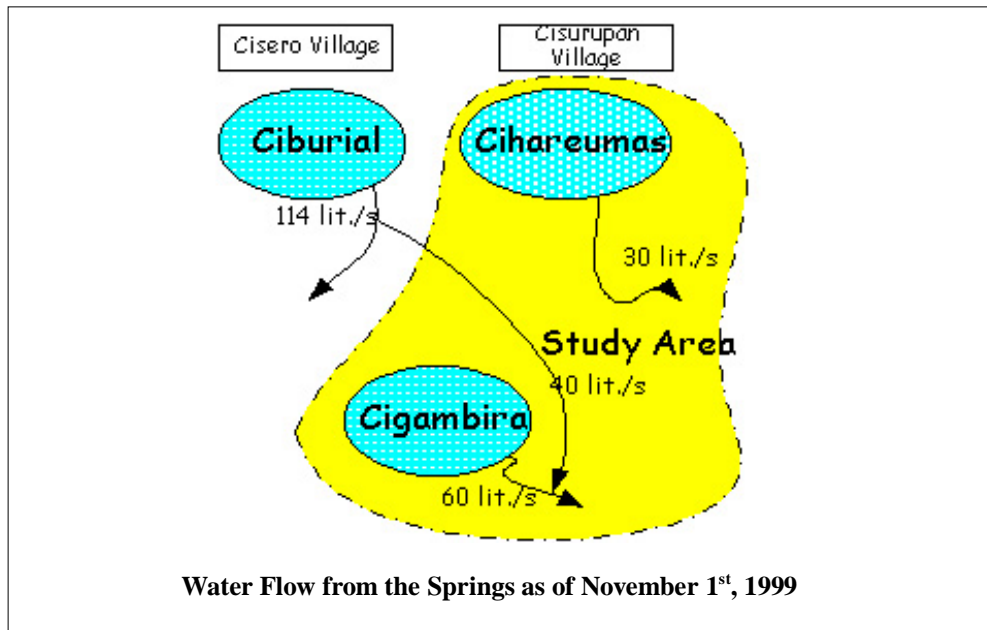 Cisero Village
Cisurupan
Village
Ciburial
Cihareumas
114 lit./s
30 lit./s
Study Area
40 lit./s
Cigambira
60 lit./s
Water Flow from the Springs as of November 1st, 1999